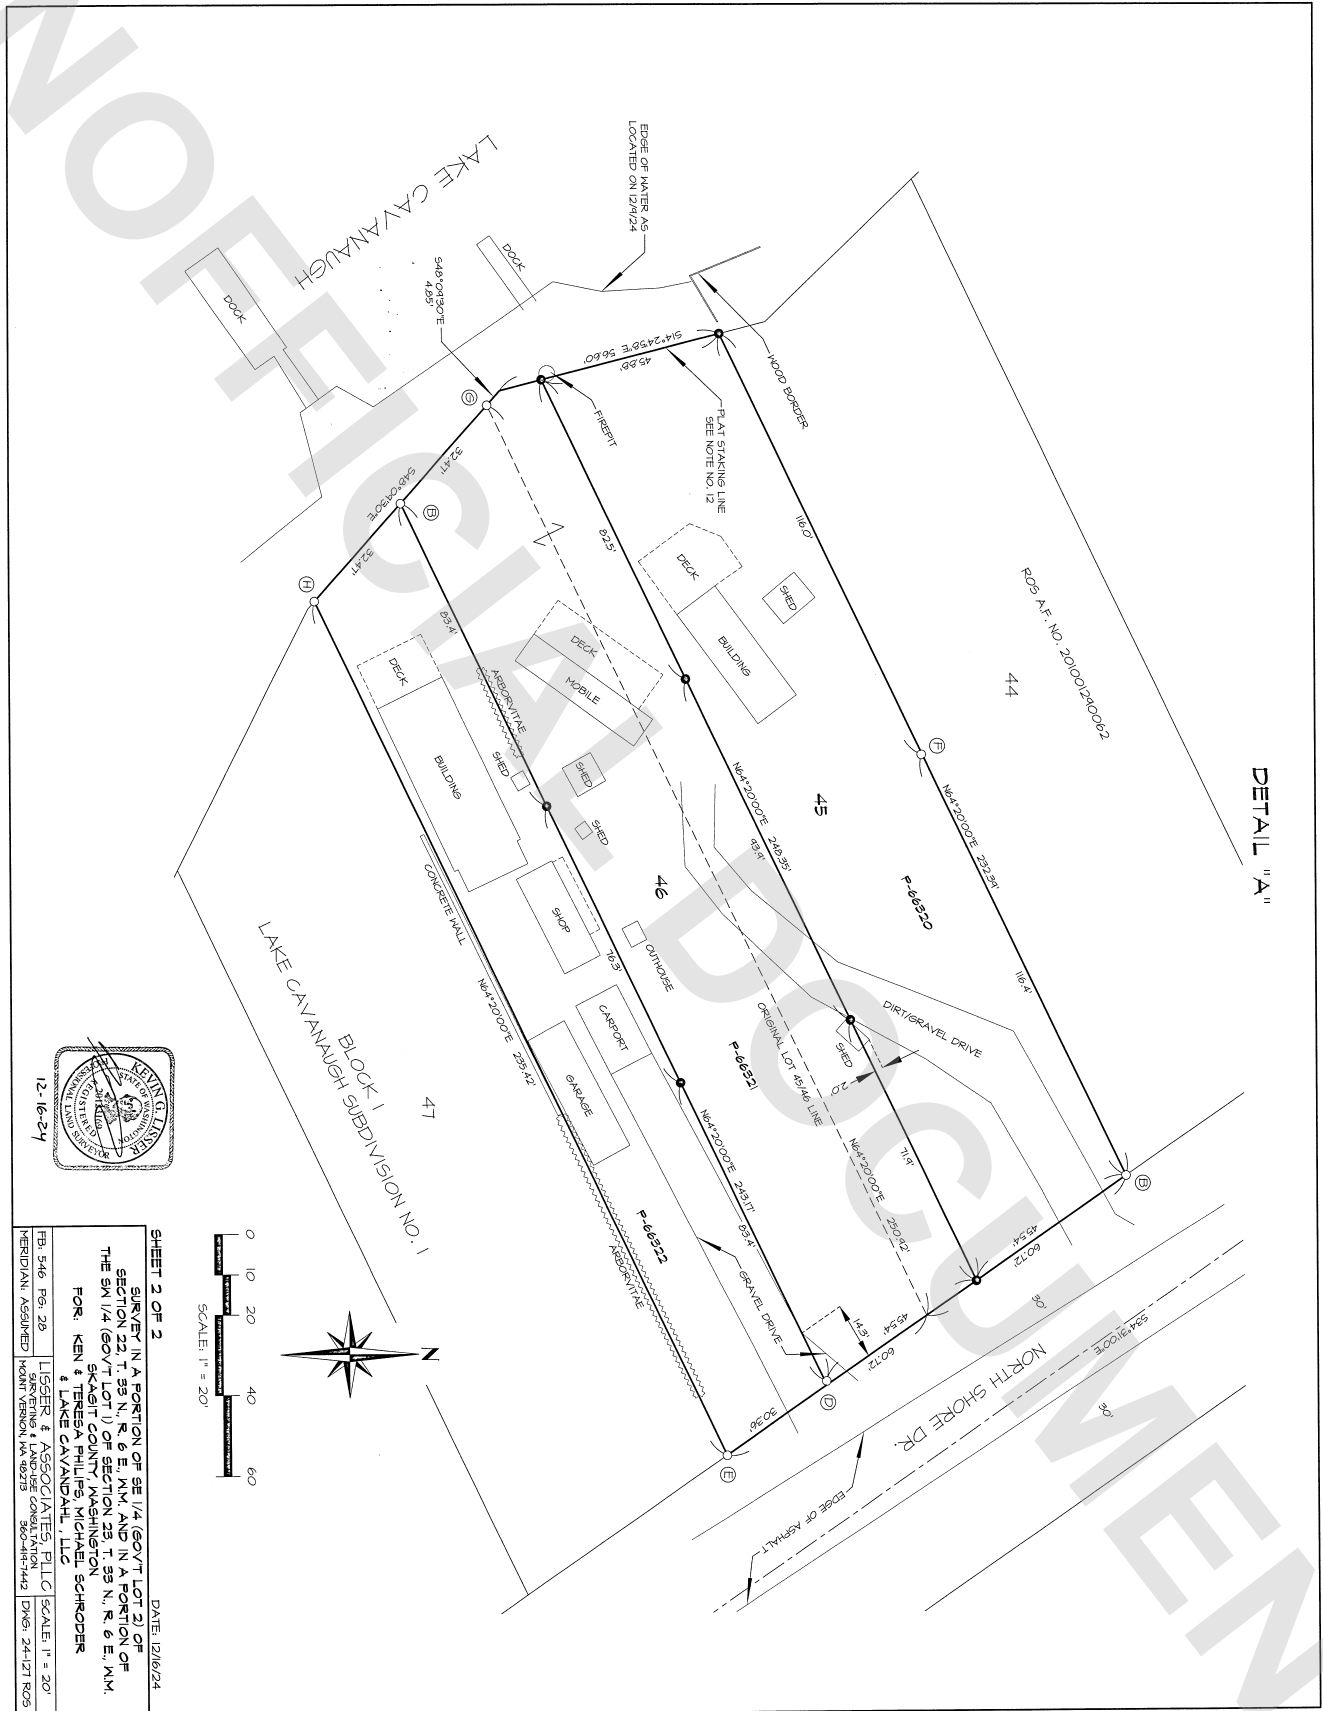 UNOFFICIAL DOCUMENT
DETAIL "A"
LAKE CAVANAUGH
EDGE OF WATER AS
LOCATED ON 12/9/24
DOCK
DOCK
S48°09'30"E
4.85'
S14°24'58"E 56.60'
45.88'
WOOD BORDER
FIREPIT
PLAT STAKING LINE
SEE NOTE NO. 12
G
32.47'
S48°09'30"E
B
32.47'
H
ROS A.F. NO. 201001290062
44
116.0'
F
N64°20'00"E 232.39'
116.4'
B
82.5'
DECK
SHED
BUILDING
45
P-66320
N64°20'00"E 248.35'
93.9'
DIRT/GRAVEL DRIVE
SHED
2.0'
71.9'
DECK
MOBILE
83.4'
ARBORVITAE
SHED
SHED
SHED
46
OUTHOUSE
P-66321
ORIGINAL LOT 45/46 LINE
N64°20'00"E 250.92'
DECK
BUILDING
CONCRETE WALL
SHOP
76.3'
CARPORT
GARAGE
N64°20'00"E 235.42'
N64°20'00"E 243.17'
83.4'
P-66322
ARBORVITAE
GRAVEL DRIVE
14.3'
45.54'
60.72'
45.54'
60.72'
D
30.36'
E
30'
S34°31'00"E
NORTH SHORE DR.
30'
EDGE OF ASPHALT
47
BLOCK 1
LAKE CAVANAUGH SUBDIVISION NO. 1
N
0 10 20 40 60
SCALE: 1" = 20'
KEVIN G. LISSER
STATE OF WASHINGTON
REGISTERED
PROFESSIONAL LAND SURVEYOR
12-16-24
SHEET 2 OF 2
DATE: 12/16/24
SURVEY IN A PORTION OF SE 1/4 (GOV'T LOT 2) OF
SECTION 22, T. 33 N., R. 6 E., W.M. AND IN A PORTION OF
THE SW 1/4 (GOV'T LOT 1) OF SECTION 23, T. 33 N., R. 6 E., W.M.
SKAGIT COUNTY, WASHINGTON
FOR: KEN & TERESA PHILIPS, MICHAEL SCHRODER
& LAKE CAVANDAHL, LLC
FB: 546 PG: 28
MERIDIAN: ASSUMED
LISSER & ASSOCIATES, PLLC
SURVEYING & LAND-USE CONSULTATION
MOUNT VERNON, WA 98273 360-419-7442
SCALE: 1" = 20'
DWG: 24-127 ROS